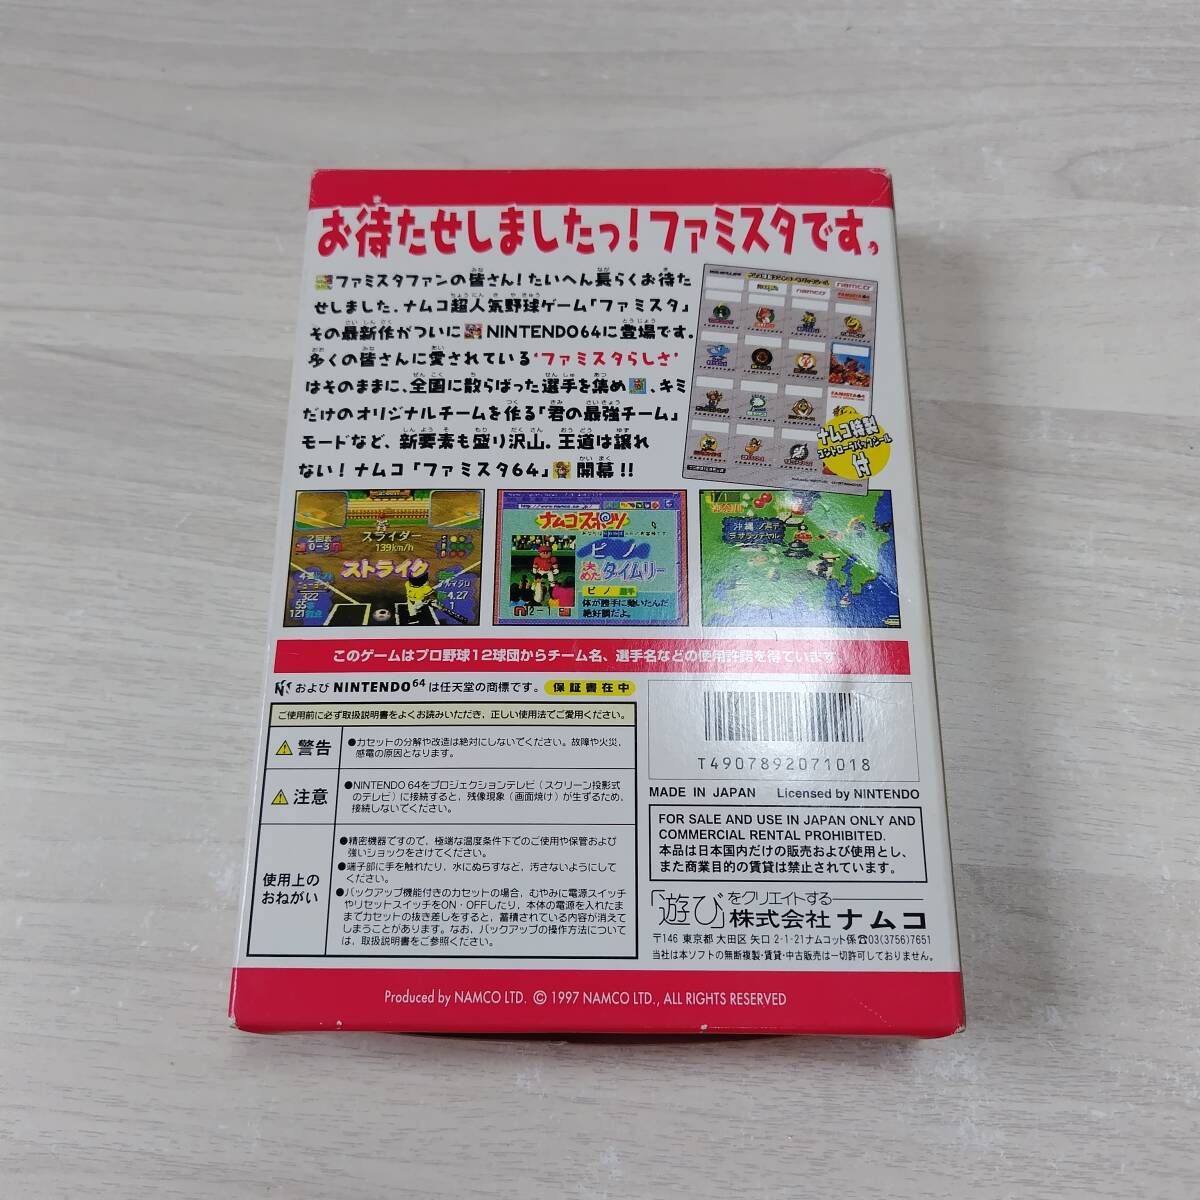 お待たせしましたっ！ファミスタです。
ファミスタファンの皆さん！たいへん長らくお待た
せしました。ナムコ超人気野球ゲーム「ファミスタ」
その最新作がついにNINTENDO64に登場です。
多くの皆さんに愛されている‘ファミスタらしさ’
はそのままに、全国に散らばった選手を集め、キミ
だけのオリジナルチームを作る「君の最強チーム」
モードなど、新要素も盛り沢山。王道は譲れ
ない！ナムコ「ファミスタ64」開幕!!
namco
ナムコ特製
コントローラパックシール
付
スライダー
139km/h
2回表
0-3
ストライク
322
121
4.27
1
ナムコスポーツ
ピノ
決めた タイムリー
ピノ 選手
体が勝手に動いたんだ
絶好調だよ。
2-1
沖縄
このゲームはプロ野球12球団からチーム名、選手名などの使用許諾を得ています。
および NINTENDO64 は任天堂の商標です。 保証書在中
ご使用前に必ず取扱説明書をよくお読みいただき、正しい使用法でご愛用ください。
警告
●カセットの分解や改造は絶対にしないでください。故障や火災、
感電の原因となります。
注意
●NINTENDO 64をプロジェクションテレビ（スクリーン投影式
のテレビ）に接続すると、残像現象（画面焼け）が生ずるため、
接続しないでください。
使用上の
おねがい
●精密機器ですので、極端な温度条件下でのご使用や保管および
強いショックをさけてください。
●端子部に手を触れたり、水にぬらすなど、汚さないようにして
ください。
●バックアップ機能付きのカセットの場合、むやみに電源スイッチ
やリセットスイッチをON・OFFしたり、本体の電源を入れたま
までカセットの抜き差しをすると、蓄積されている内容が消えて
しまうことがあります。なお、バックアップの操作方法については、
取扱説明書をご参照ください。
T4907892071018
MADE IN JAPAN Licensed by NINTENDO
FOR SALE AND USE IN JAPAN ONLY AND
COMMERCIAL RENTAL PROHIBITED.
本品は日本国内だけの販売および使用とし、
また商業目的の賃貸は禁止されています。
「遊び」をクリエイトする
株式会社 ナムコ
〒146 東京都 大田区 矢口 2-1-21ナムコット係☎03(3756)7651
当社は本ソフトの無断複製・賃貸・中古販売は一切許可しておりません。
Produced by NAMCO LTD. © 1997 NAMCO LTD., ALL RIGHTS RESERVED